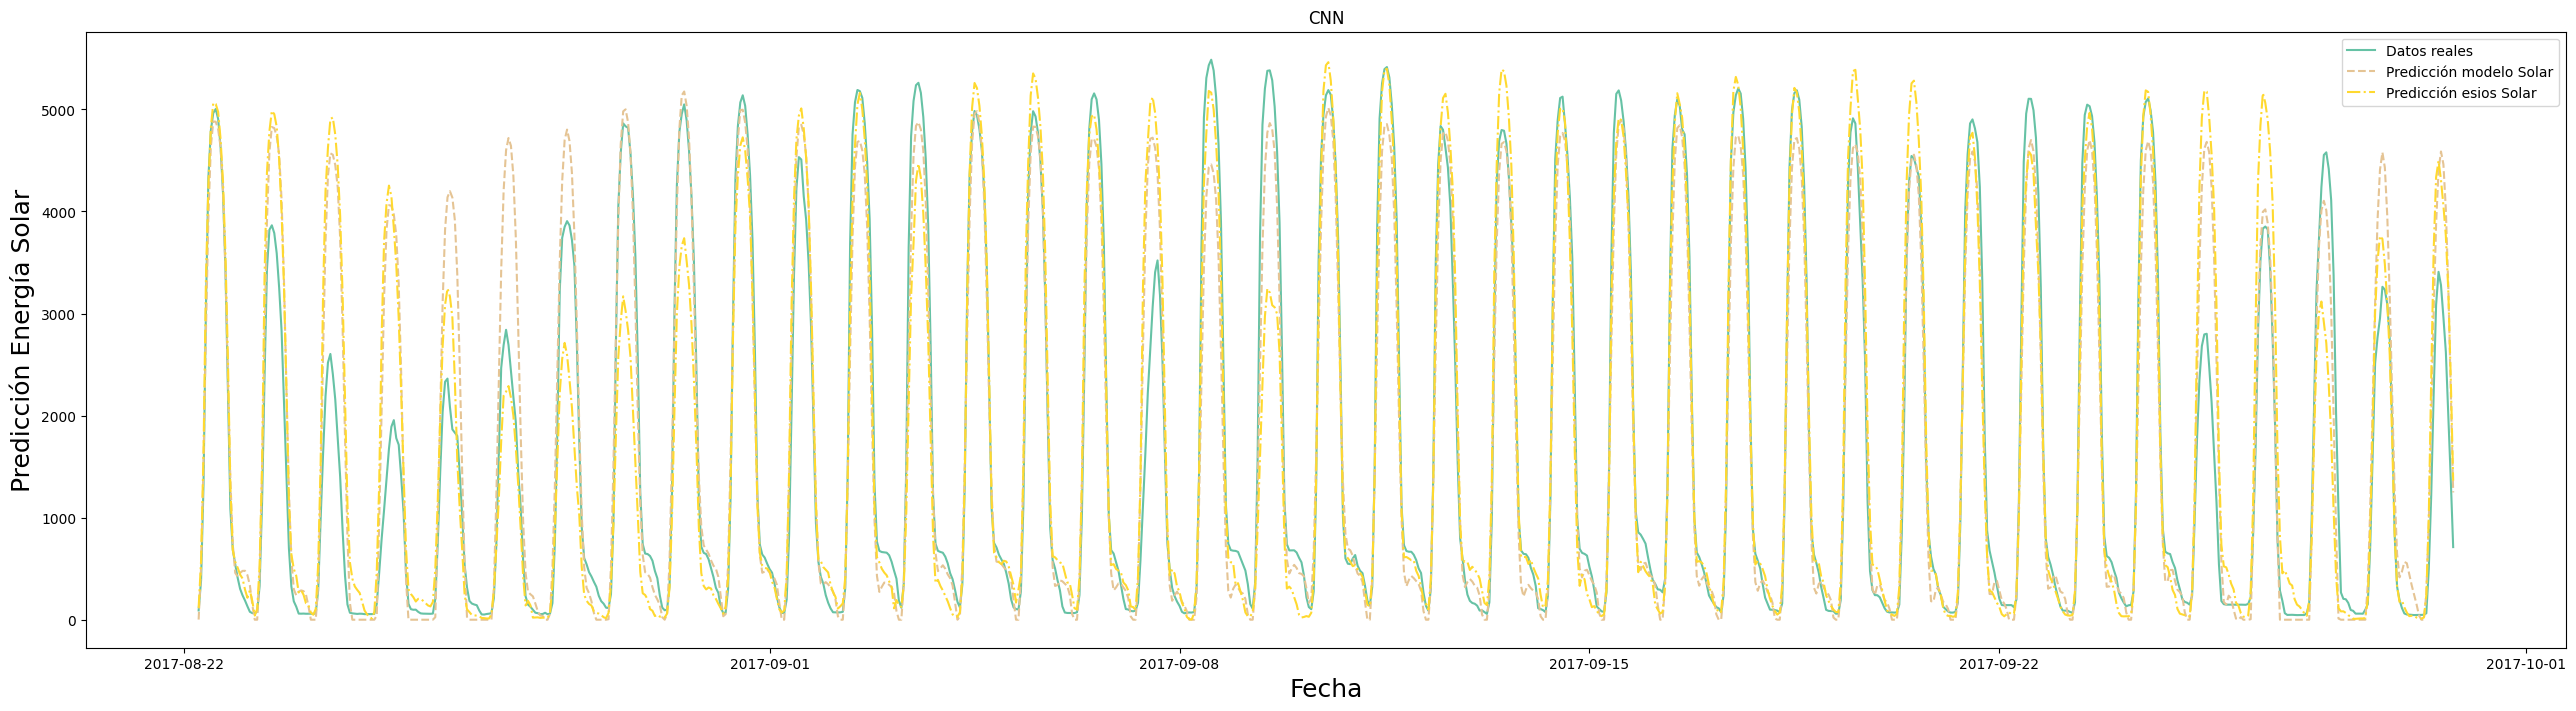 CNN
Datos reales
Predicción modelo Solar
Predicción esios Solar
Predicción Energía Solar
5000
4000
3000
2000
1000
0
2017-08-22
2017-09-01
2017-09-08
2017-09-15
2017-09-22
2017-10-01
Fecha